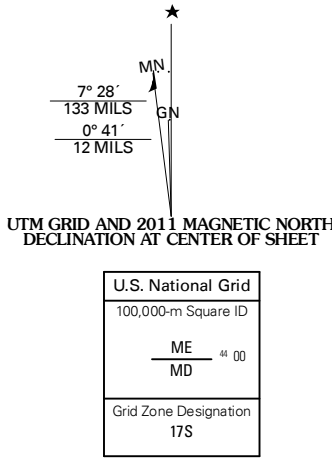 ★
MN
7° 28´
133 MILS
GN
0° 41´
12 MILS
UTM GRID AND 2011 MAGNETIC NORTH
DECLINATION AT CENTER OF SHEET
U.S. National Grid
100,000-m Square ID
ME
44 00
MD
Grid Zone Designation
17S